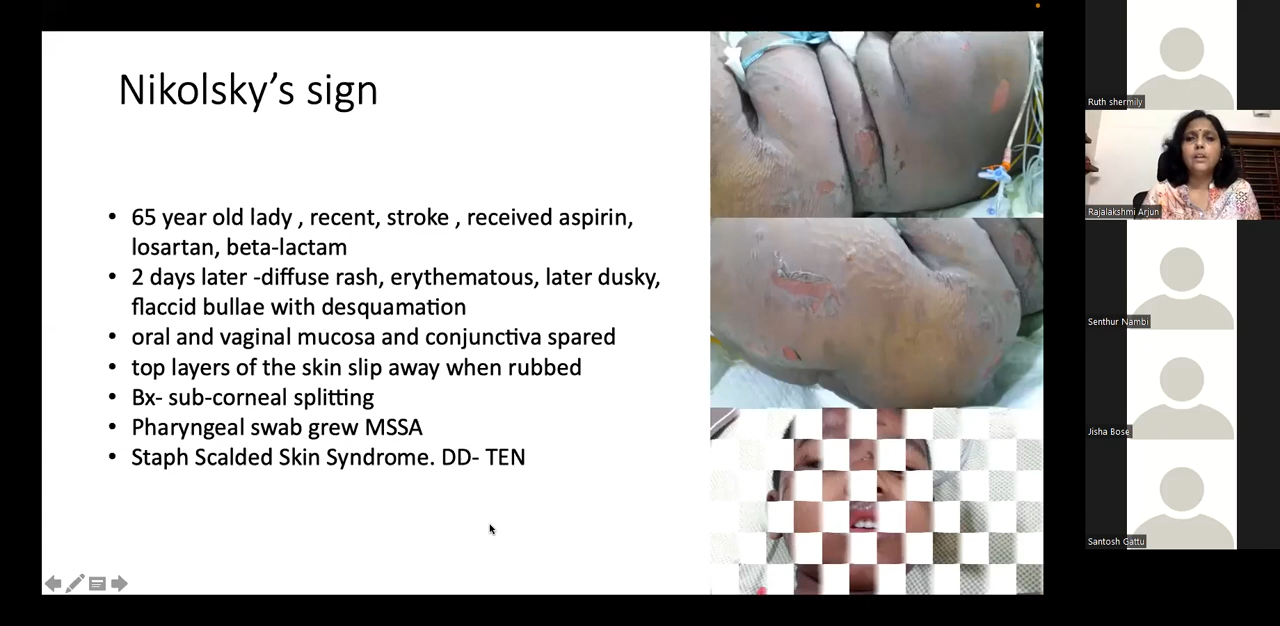 Nikolsky's sign
• 65 year old lady , recent, stroke , received aspirin,
losartan, beta-lactam
• 2 days later -diffuse rash, erythematous, later dusky,
flaccid bullae with desquamation
• oral and vaginal mucosa and conjunctiva spared
• top layers of the skin slip away when rubbed
• Bx- sub-corneal splitting
• Pharyngeal swab grew MSSA
• Staph Scalded Skin Syndrome. DD- TEN
Ruth shermily
Rajalakshmi Arjun
Senthur Nambi
Jisha Bose
Santosh Gattu